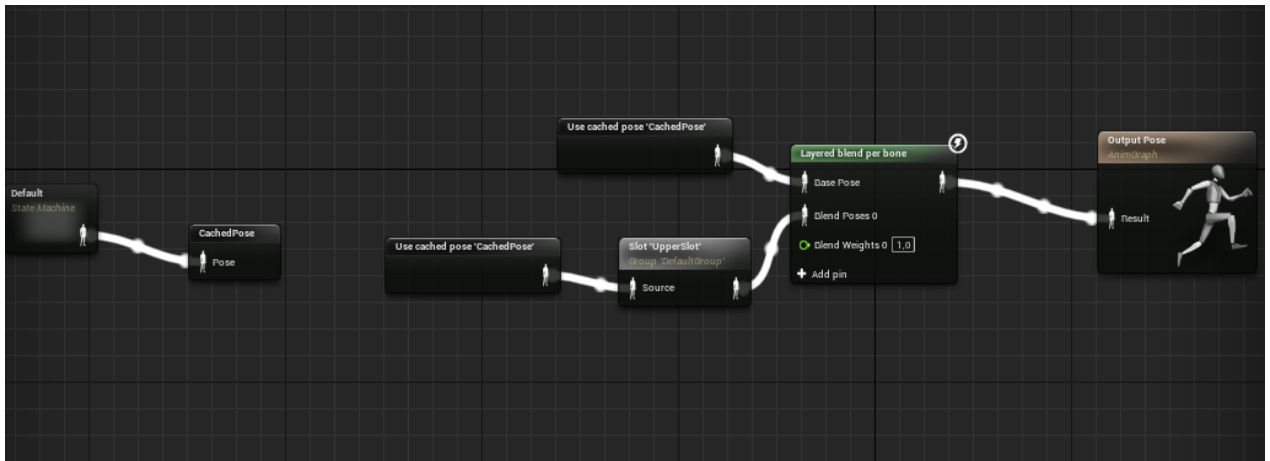 Default
State Machine
CachedPose
Pose
Use cached pose 'CachedPose'
Use cached pose 'CachedPose'
Slot 'UpperSlot'
Group 'DefaultGroup'
Source
Layered blend per bone
Base Pose
Blend Poses 0
Blend Weights 0 1,0
Add pin
Output Pose
AnimGraph
Result